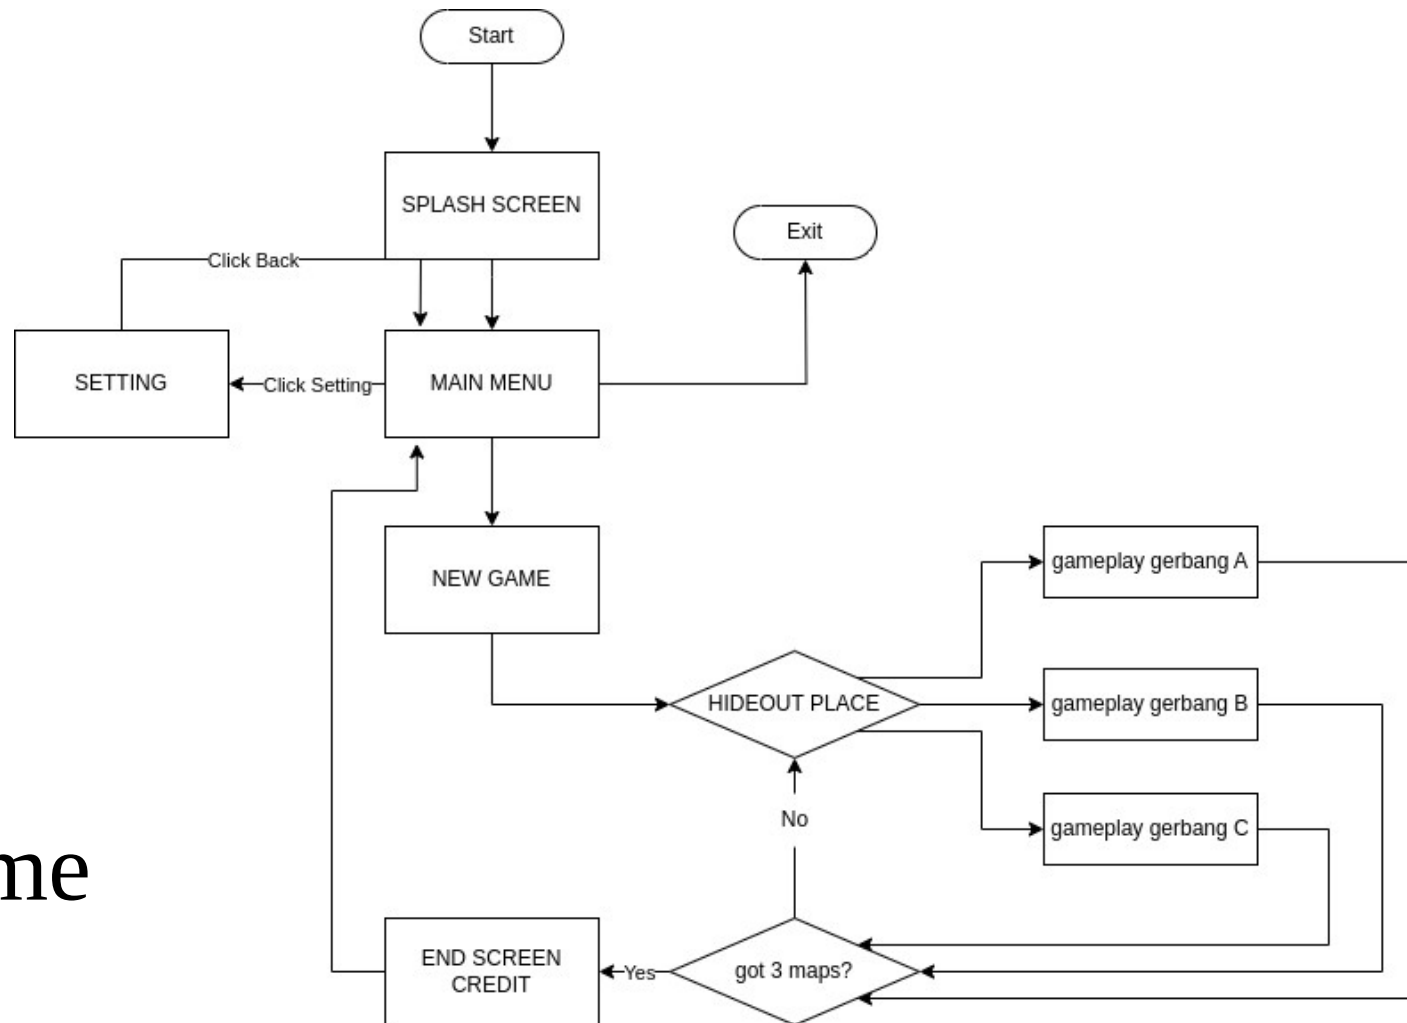 Start
SPLASH SCREEN
Exit
Click Back
SETTING
Click Setting
MAIN MENU
NEW GAME
gameplay gerbang A
HIDEOUT PLACE
gameplay gerbang B
No
gameplay gerbang C
me
END SCREEN
CREDIT
Yes
got 3 maps?